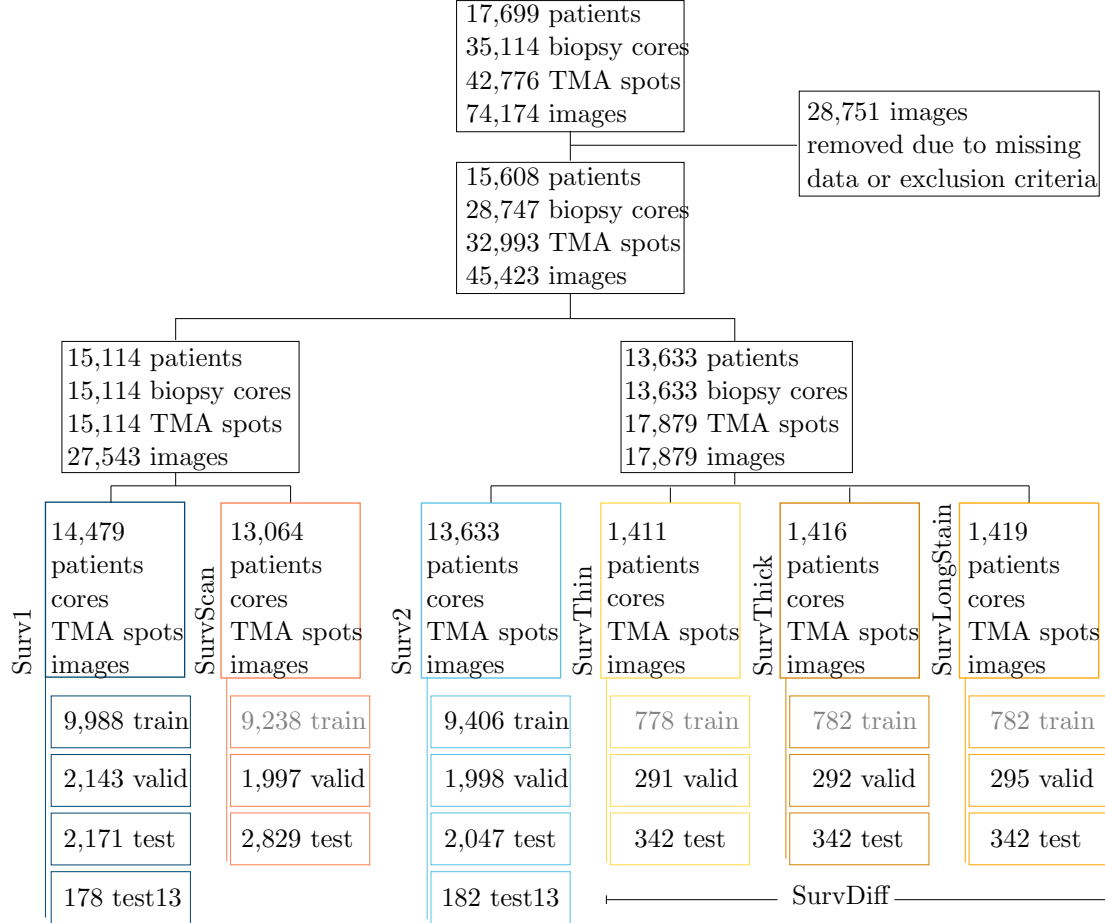 17,699 patients
35,114 biopsy cores
42,776 TMA spots
74,174 images
28,751 images
removed due to missing
data or exclusion criteria
15,608 patients
28,747 biopsy cores
32,993 TMA spots
45,423 images
15,114 patients
15,114 biopsy cores
15,114 TMA spots
27,543 images
13,633 patients
13,633 biopsy cores
17,879 TMA spots
17,879 images
Surv1
14,479
patients
cores
TMA spots
images
9,988 train
2,143 valid
2,171 test
178 test13
SurvScan
13,064
patients
cores
TMA spots
images
9,238 train
1,997 valid
2,829 test
Surv2
13,633
patients
cores
TMA spots
images
9,406 train
1,998 valid
2,047 test
182 test13
SurvThin
1,411
patients
cores
TMA spots
images
778 train
291 valid
342 test
SurvThick
1,416
patients
cores
TMA spots
images
782 train
292 valid
342 test
SurvLongStain
1,419
patients
cores
TMA spots
images
782 train
295 valid
342 test
SurvDiff